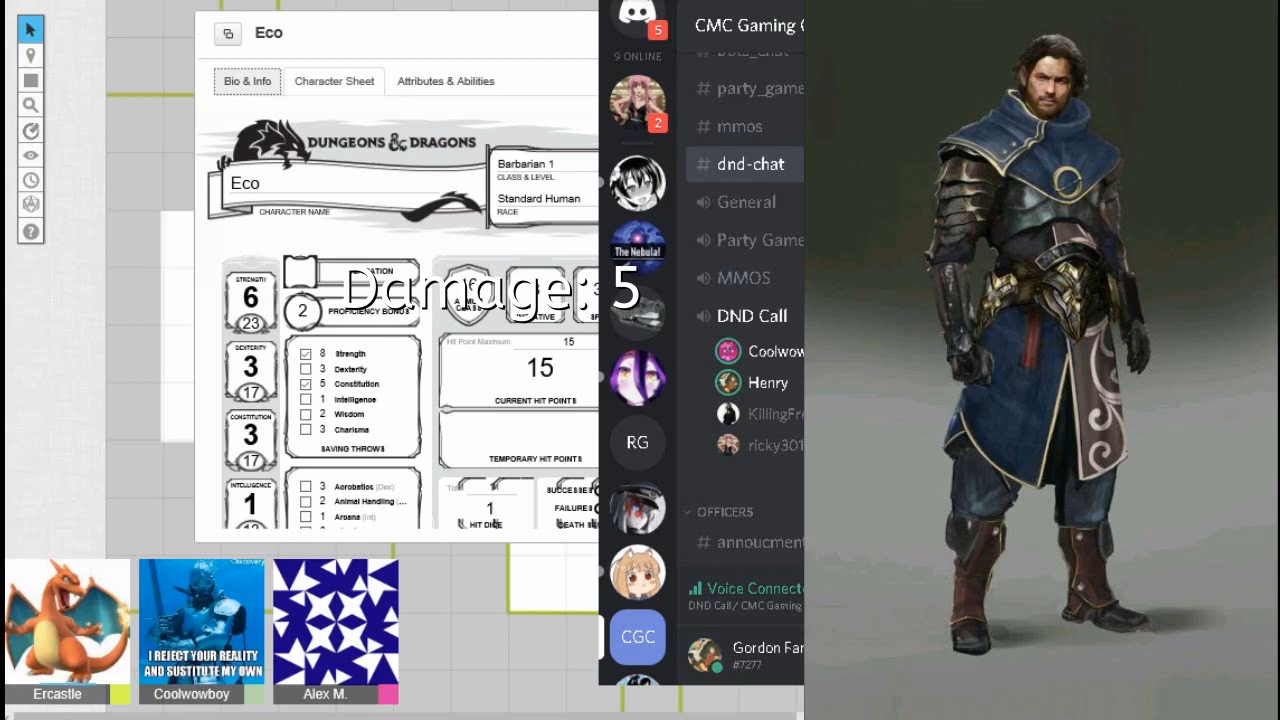 Eco
Bio & Info
Character Sheet
Attributes & Abilities
DUNGEONS & DRAGONS
Eco
CHARACTER NAME
Barbarian 1
CLASS & LEVEL
Standard Human
RACE
STRENGTH
6
23
DEXTERITY
3
17
CONSTITUTION
3
17
INTELLIGENCE
1
2
PROFICIENCY BONUS
Damage: 5
8 Strength
3 Dexterity
5 Constitution
1 Intelligence
2 Wisdom
3 Charisma
SAVING THROWS
3 Acrobatics (Dex)
2 Animal Handling (...
1 Arcana (Int)
Hit Point Maximum 15
15
CURRENT HIT POINTS
TEMPORARY HIT POINTS
1
HIT DICE
SUCCESSES
FAILURES
5
9 ONLINE
2
The Nebula!
RG
CGC
CMC Gaming
# party_game
# mmos
# dnd-chat
General
Party Game
MMOS
DND Call
Coolwow
Henry
KillingFr
ricky301
OFFICERS
# annoucment
Voice Connect
DND Call / CMC Gaming
Gordon Far
#7277
Discovery
I REJECT YOUR REALITY
AND SUSTITUTE MY OWN
Ercastle
Coolwowboy
Alex M.